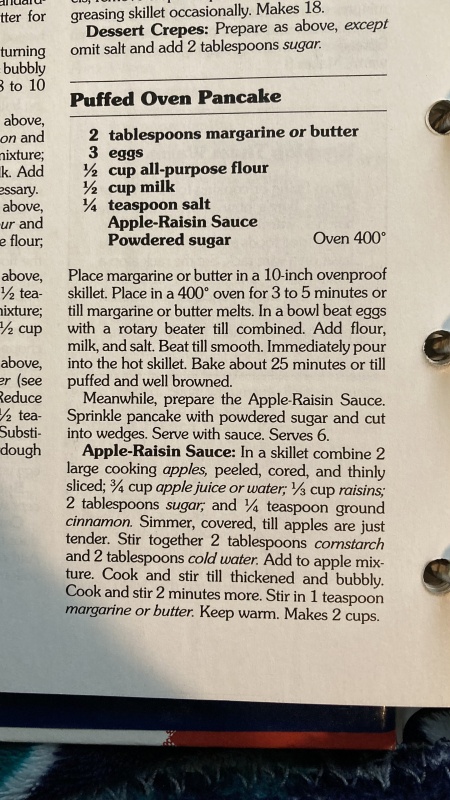 tter for
turning
bubbly
8 to 10
above,
on and
nixture;
k. Add
essary.
above,
ur and
e flour;
above,
½ tea-
nixture;
½ cup
above,
er (see
Reduce
½ tea-
Substi-
dough
greasing skillet occasionally. Makes 18.
Dessert Crepes: Prepare as above, except
omit salt and add 2 tablespoons sugar.
Puffed Oven Pancake
2 tablespoons margarine or butter
3 eggs
½ cup all-purpose flour
½ cup milk
¼ teaspoon salt
Apple-Raisin Sauce
Powdered sugar Oven 400°
Place margarine or butter in a 10-inch ovenproof
skillet. Place in a 400° oven for 3 to 5 minutes or
till margarine or butter melts. In a bowl beat eggs
with a rotary beater till combined. Add flour,
milk, and salt. Beat till smooth. Immediately pour
into the hot skillet. Bake about 25 minutes or till
puffed and well browned.
Meanwhile, prepare the Apple-Raisin Sauce.
Sprinkle pancake with powdered sugar and cut
into wedges. Serve with sauce. Serves 6.
Apple-Raisin Sauce: In a skillet combine 2
large cooking apples, peeled, cored, and thinly
sliced; ¾ cup apple juice or water; ⅓ cup raisins;
2 tablespoons sugar; and ¼ teaspoon ground
cinnamon. Simmer, covered, till apples are just
tender. Stir together 2 tablespoons cornstarch
and 2 tablespoons cold water. Add to apple mix-
ture. Cook and stir till thickened and bubbly.
Cook and stir 2 minutes more. Stir in 1 teaspoon
margarine or butter. Keep warm. Makes 2 cups.